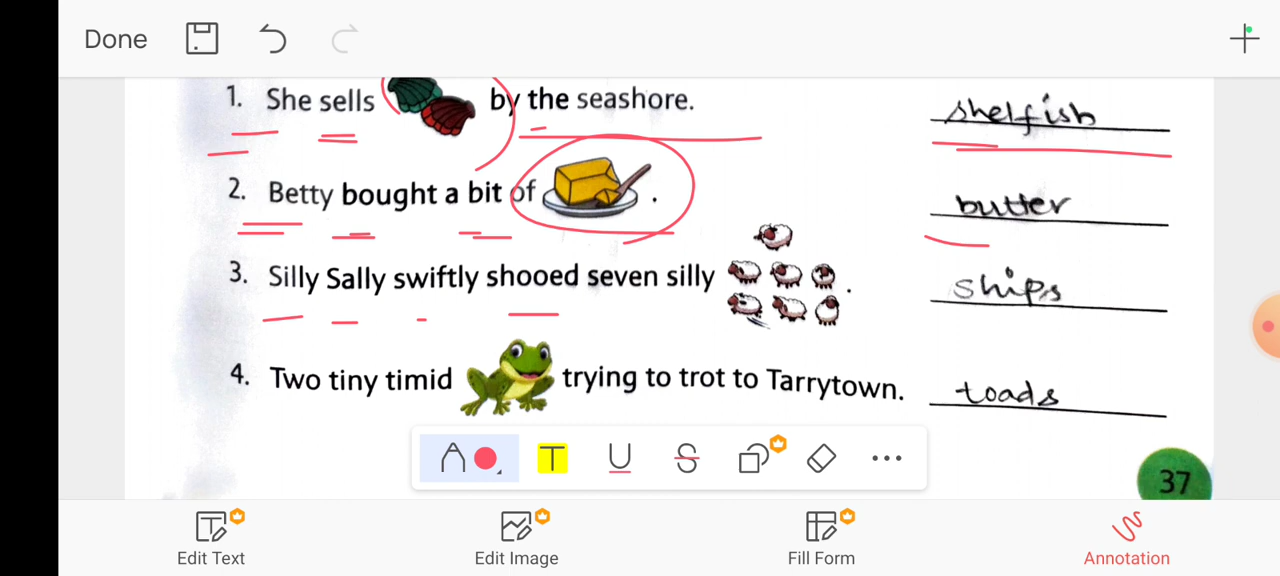 Done
1. She sells by the seashore. shelfish
2. Betty bought a bit of . butter
3. Silly Sally swiftly shooed seven silly . ships
4. Two tiny timid trying to trot to Tarrytown. toads
T U S
37
Edit Text Edit Image Fill Form Annotation